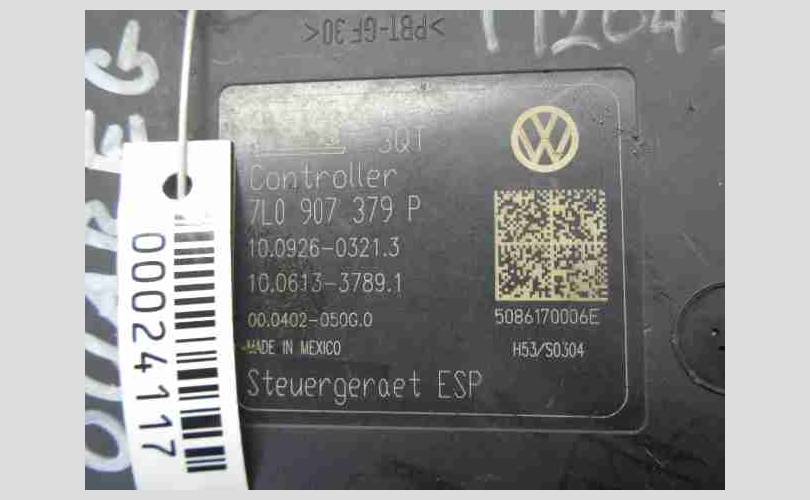 >PBT-GF30<
3QT
Controller
7L0 907 379 P
10.0926-0321.3
10.0613-3789.1
00.0402-050G.0
MADE IN MEXICO
Steuergeraet ESP
5086170006E
H53/S0304
00024117